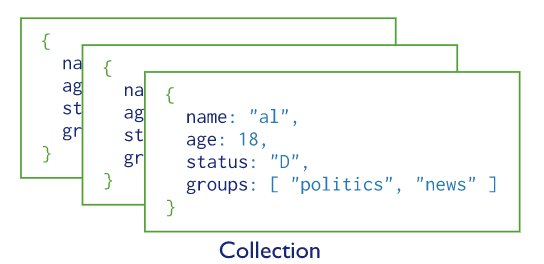 {
na
ag
st
gr
}
{
na
ag
st
gr
}
{
name: "al",
age: 18,
status: "D",
groups: [ "politics", "news" ]
}
Collection